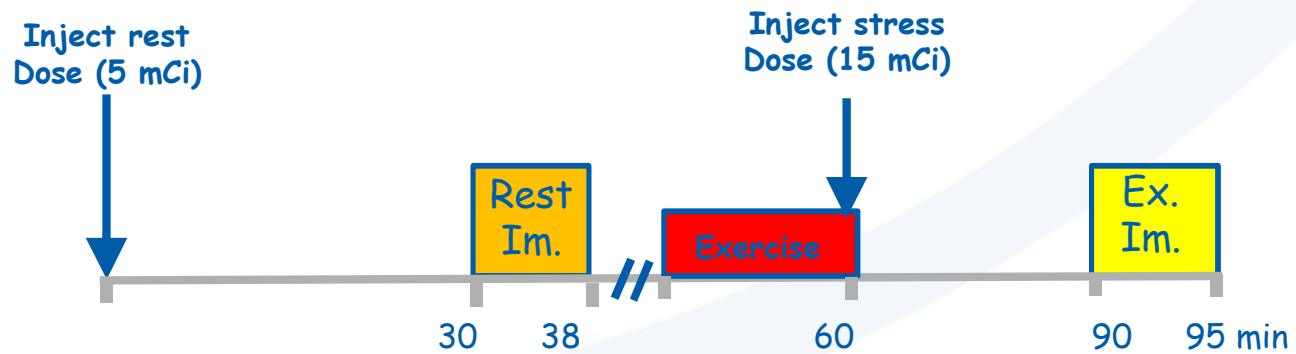 Inject rest
Dose (5 mCi)
Inject stress
Dose (15 mCi)
Rest
Im.
Exercise
Ex.
Im.
30 38 60 90 95 min